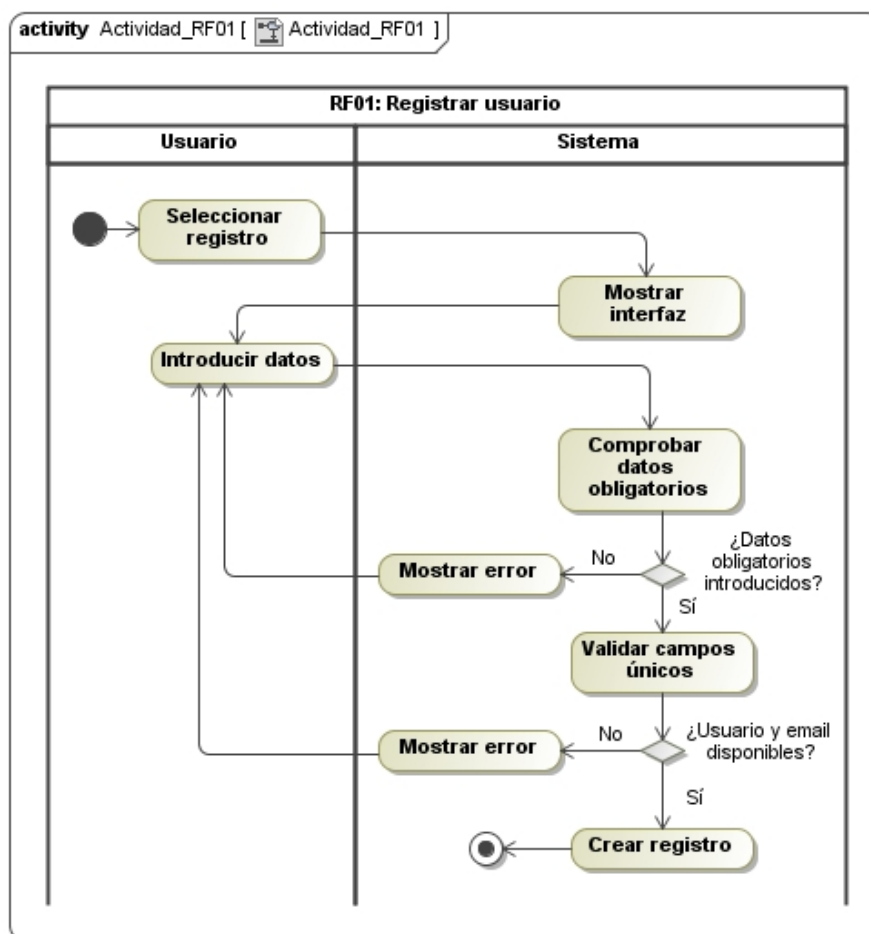 activity Actividad_RF01 [ Actividad_RF01 ]
RF01: Registrar usuario
Usuario
Sistema
Seleccionar
registro
Mostrar
interfaz
Introducir datos
Comprobar
datos
obligatorios
¿Datos
obligatorios
introducidos?
No
Mostrar error
Sí
Validar campos
únicos
¿Usuario y email
disponibles?
No
Mostrar error
Sí
Crear registro